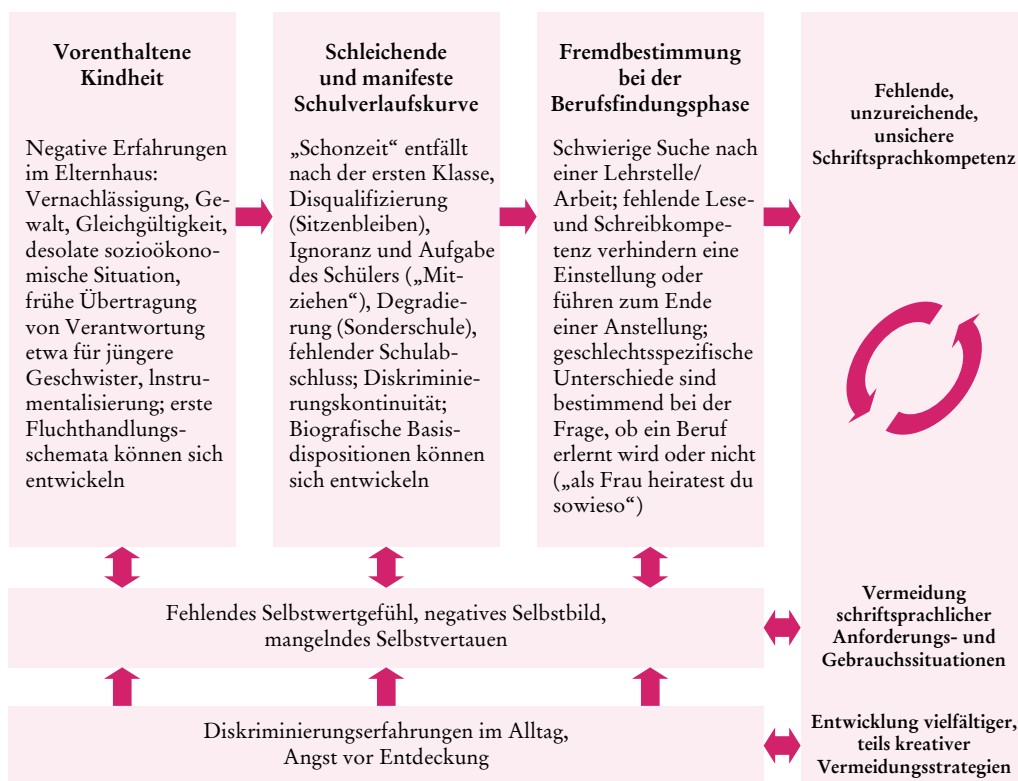 Vorenthaltene
Kindheit
Negative Erfahrungen
im Elternhaus:
Vernachlässigung, Ge-
walt, Gleichgültigkeit,
desolate sozioökono-
mische Situation,
frühe Übertragung
von Verantwortung
etwa für jüngere
Geschwister, lnstru-
mentalisierung; erste
Fluchthandlungs-
schemata können sich
entwickeln
Schleichende
und manifeste
Schulverlaufskurve
„Schonzeit“ entfällt
nach der ersten Klasse,
Disqualifizierung
(Sitzenbleiben),
Ignoranz und Aufgabe
des Schülers („Mit-
ziehen“), Degradie-
rung (Sonderschule),
fehlender Schulab-
schluss; Diskriminie-
rungskontinuität;
Biografische Basis-
dispositionen können
sich entwickeln
Fremdbestimmung
bei der
Berufsfindungsphase
Schwierige Suche nach
einer Lehrstelle/
Arbeit; fehlende Lese-
und Schreibkompe-
tenz verhindern eine
Einstellung oder
führen zum Ende
einer Anstellung;
geschlechtsspezifische
Unterschiede sind
bestimmend bei der
Frage, ob ein Beruf
erlernt wird oder nicht
(„als Frau heiratest du
sowieso“)
Fehlende,
unzureichende,
unsichere
Schriftsprachkompetenz
Fehlendes Selbstwertgefühl, negatives Selbstbild,
mangelndes Selbstvertauen
Vermeidung
schriftsprachlicher
Anforderungs- und
Gebrauchssituationen
Diskriminierungserfahrungen im Alltag,
Angst vor Entdeckung
Entwicklung vielfältiger,
teils kreativer
Vermeidungsstrategien